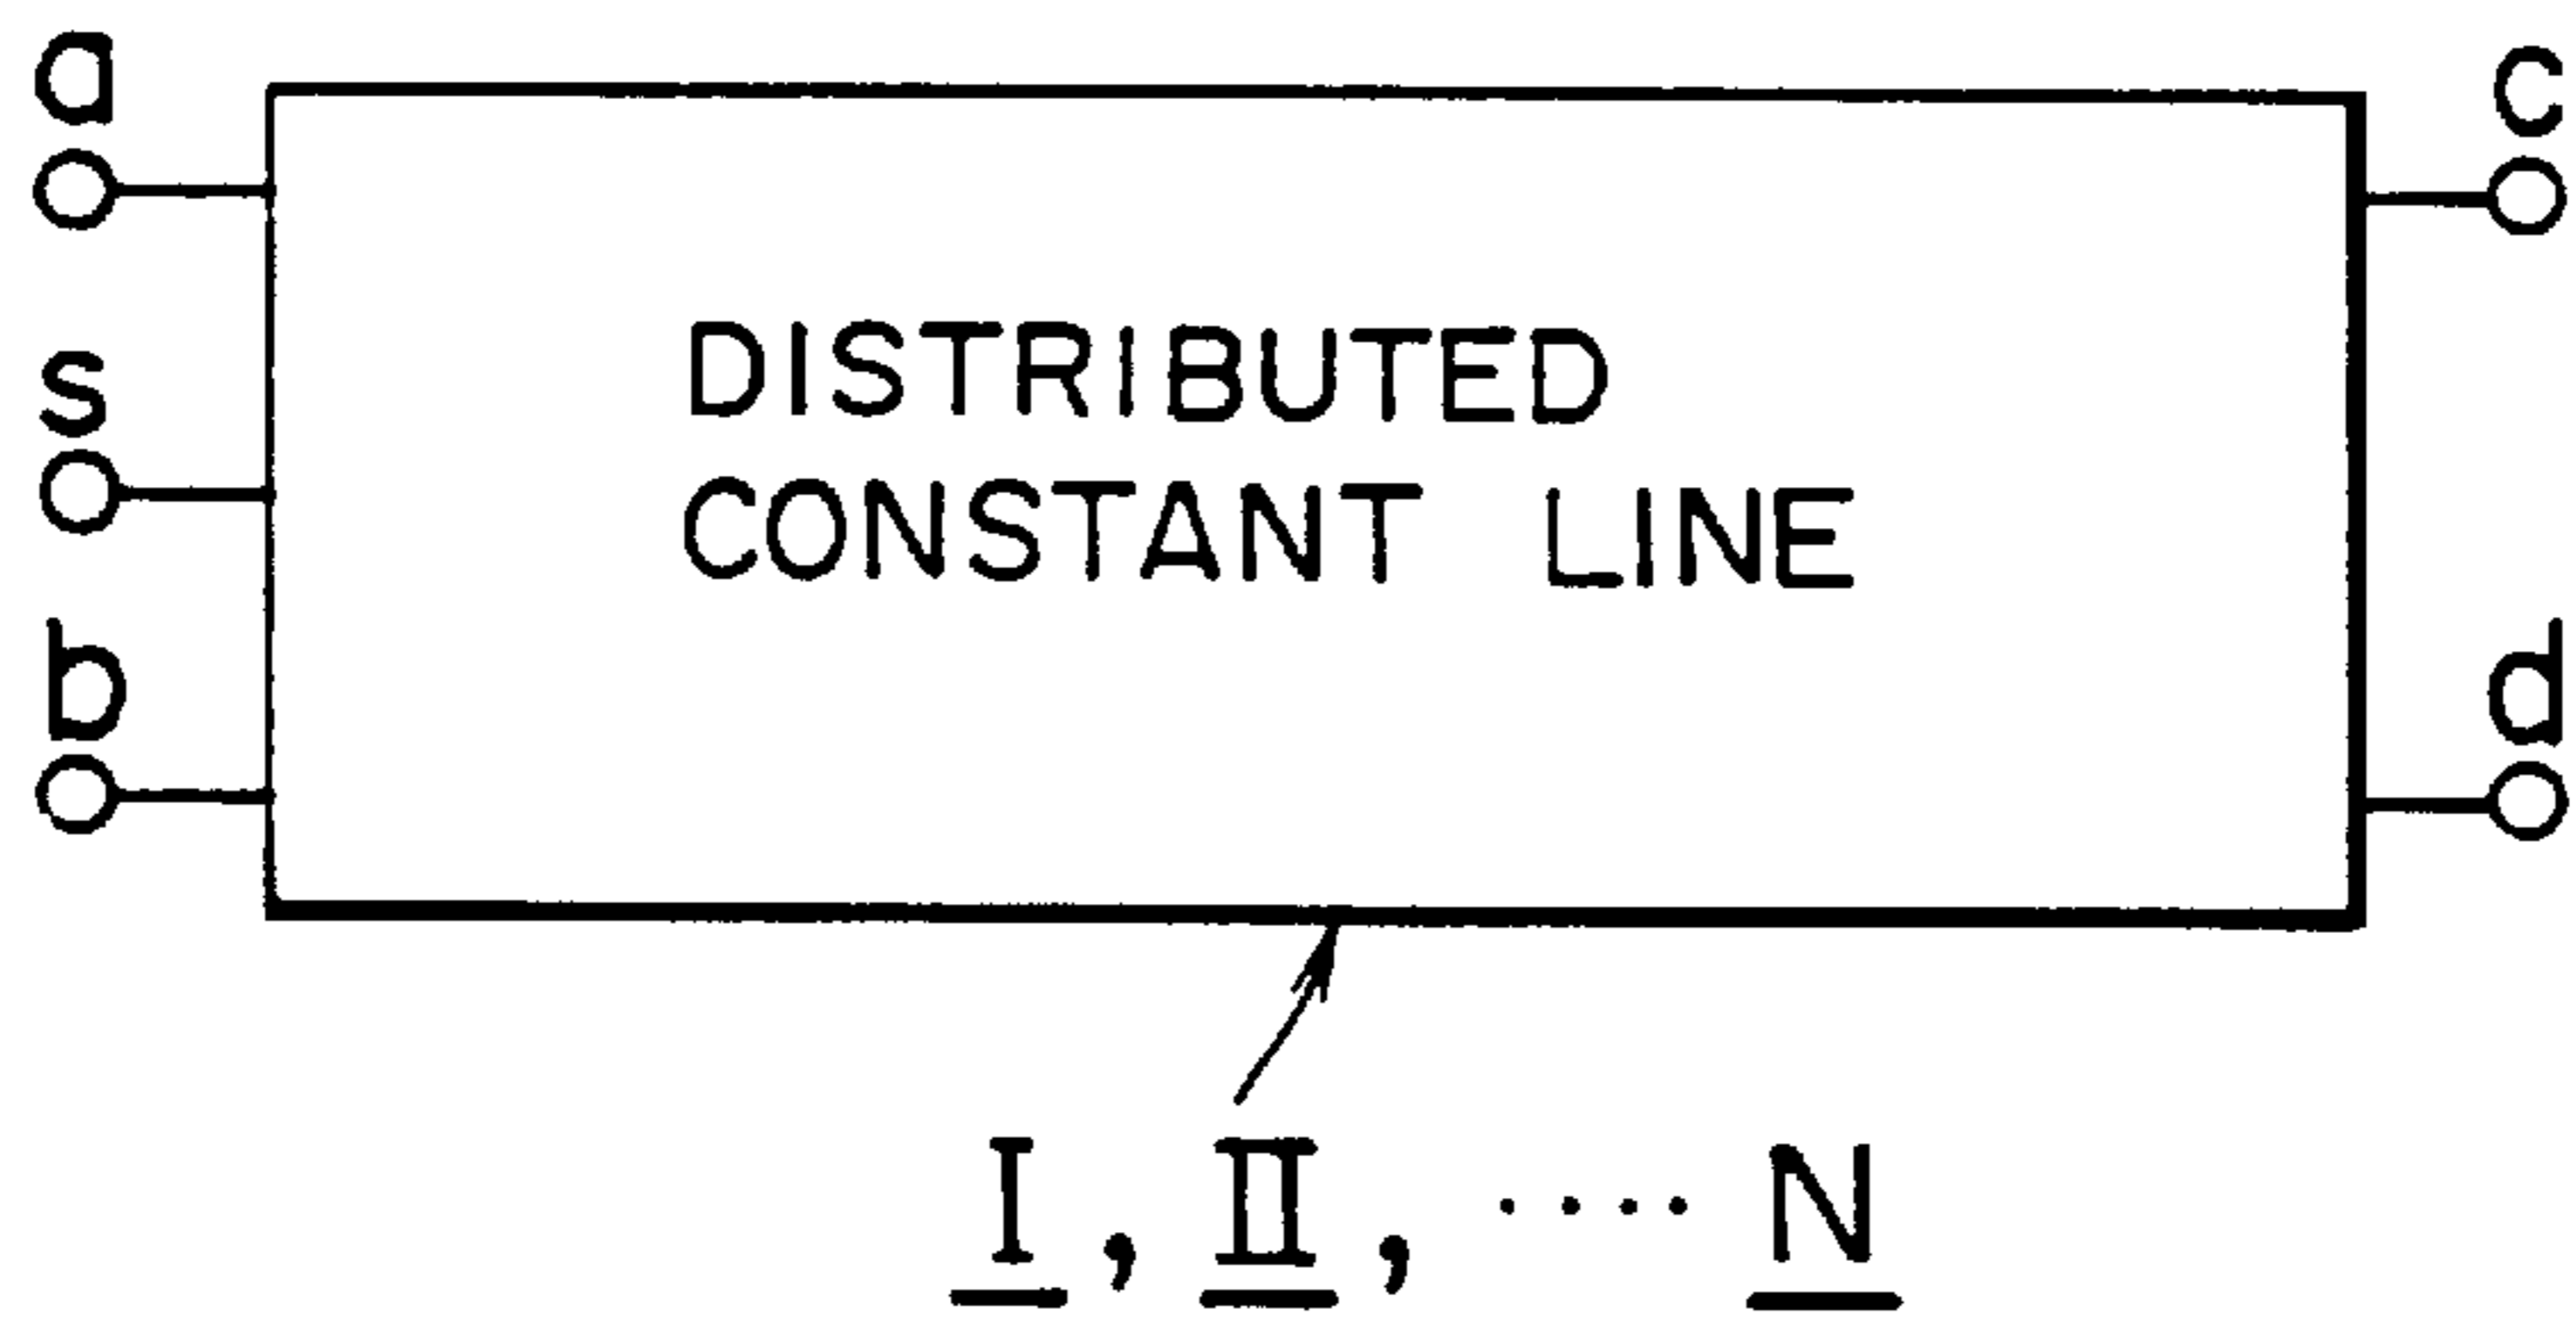 a
c
s
DISTRIBUTED
CONSTANT LINE
b
d
I, II, .... N